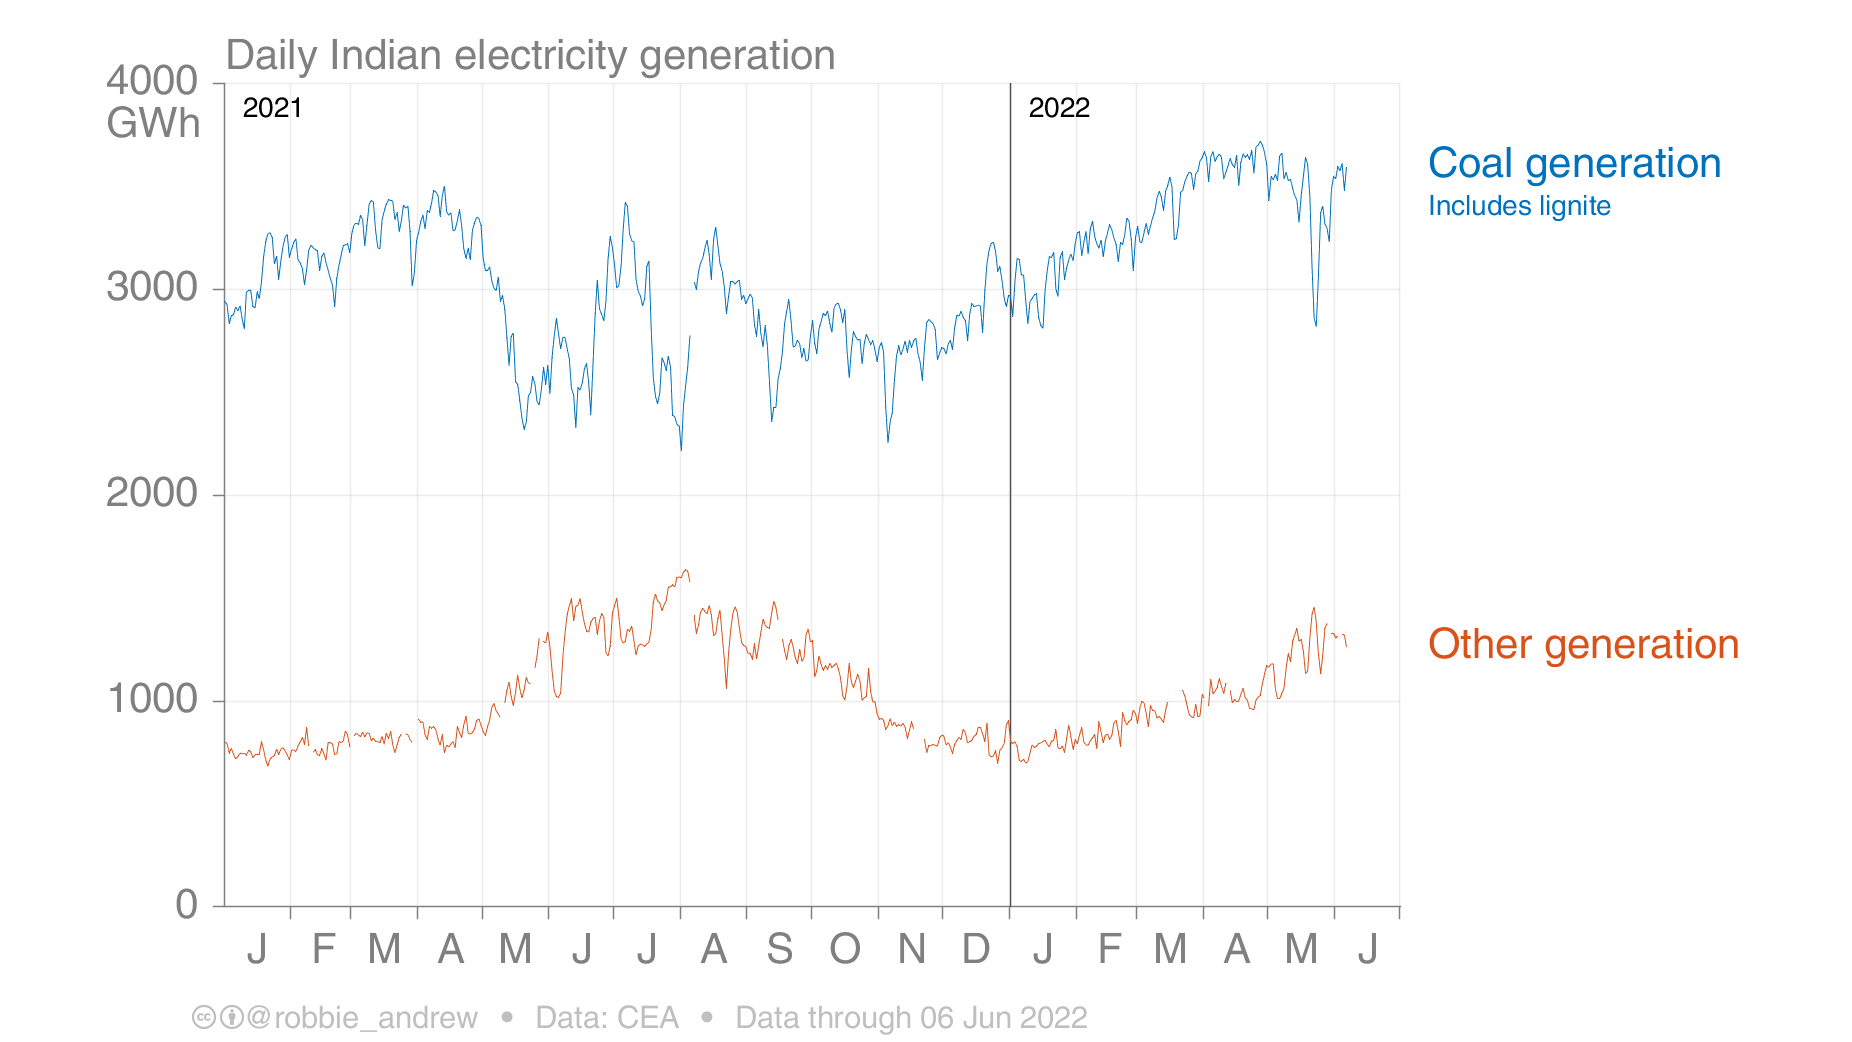 Daily Indian electricity generation
4000
GWh
2021
2022
3000
2000
1000
0
Coal generation
Includes lignite
Other generation
J F M A M J J A S O N D J F M A M J
@robbie_andrew • Data: CEA • Data through 06 Jun 2022